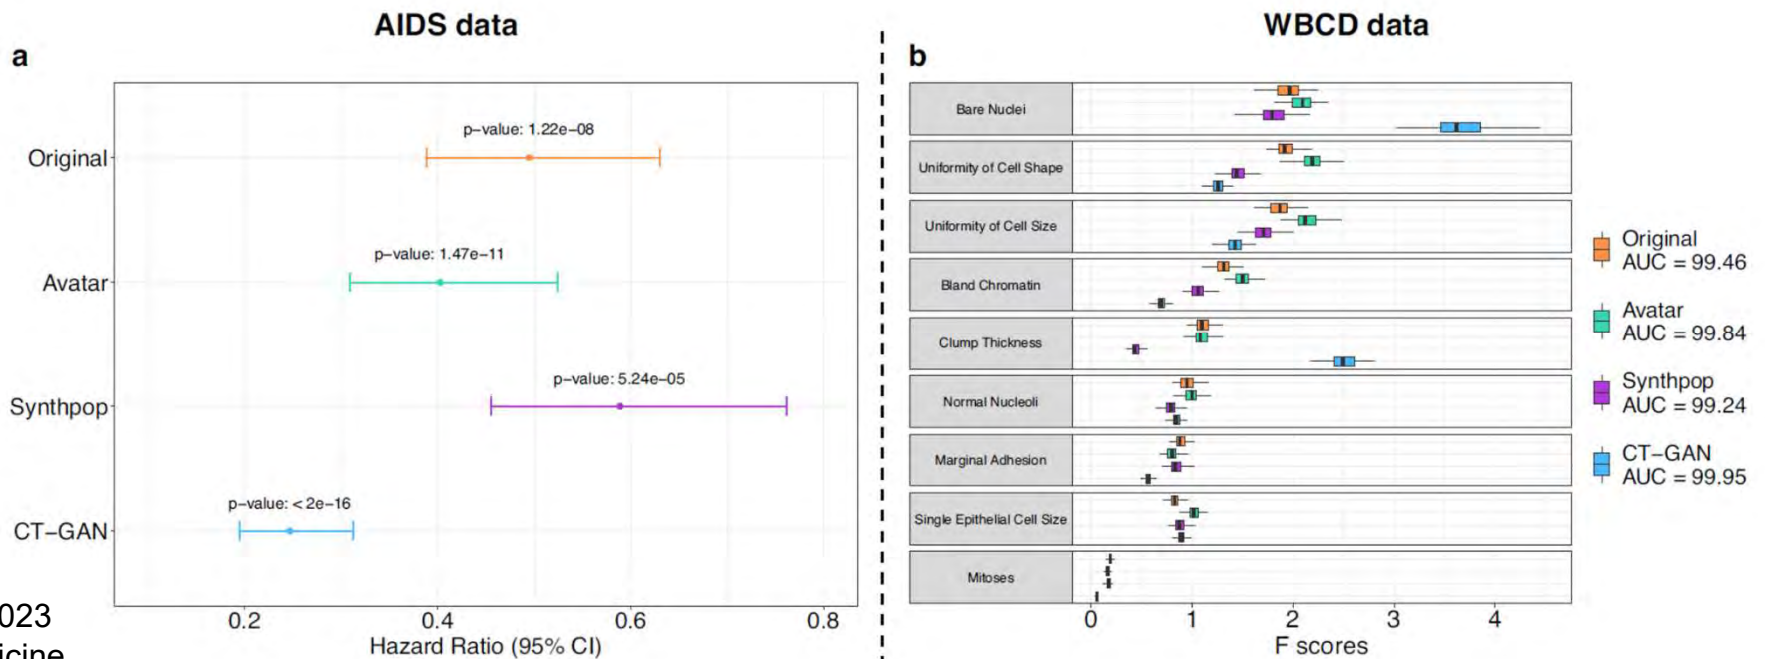 AIDS data
a
p-value: 1.22e-08
Original
p-value: 1.47e-11
Avatar
p-value: 5.24e-05
Synthpop
p-value: < 2e-16
CT-GAN
0.2 0.4 0.6 0.8
Hazard Ratio (95% CI)
023
icine
WBCD data
b
Bare Nuclei
Uniformity of Cell Shape
Uniformity of Cell Size
Bland Chromatin
Clump Thickness
Normal Nucleoli
Marginal Adhesion
Single Epithelial Cell Size
Mitoses
0 1 2 3 4
F scores
Original
AUC = 99.46
Avatar
AUC = 99.84
Synthpop
AUC = 99.24
CT-GAN
AUC = 99.95